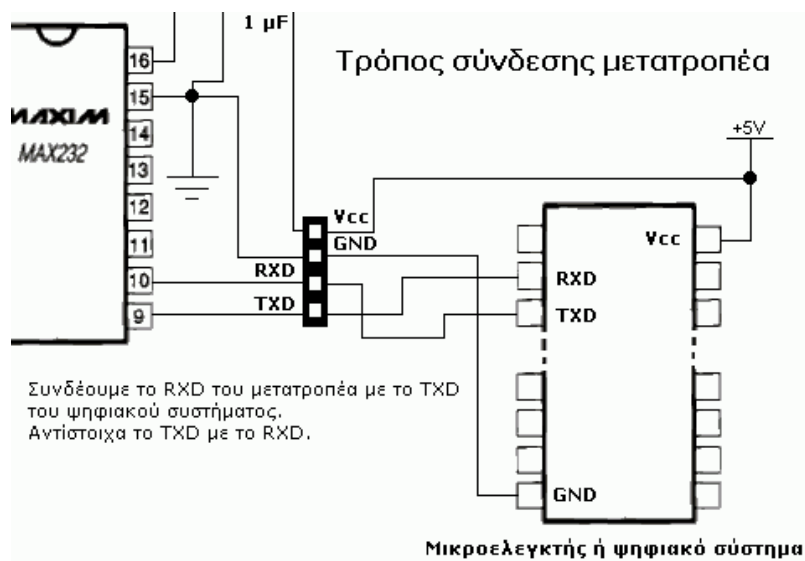 1 μF
Τρόπος σύνδεσης μετατροπέα
16
15
MAXIM
14
MAX232
13
12
11
10
9
+5V
Vcc
GND
RXD
TXD
Vcc
RXD
TXD
GND
Συνδέουμε το RXD του μετατροπέα με το TXD
του ψηφιακού συστήματος.
Αντίστοιχα το TXD με το RXD.
Μικροελεγκτής ή ψηφιακό σύστημα